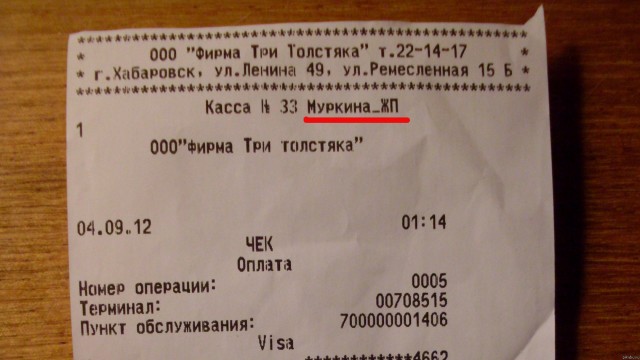 ***********************************
* ООО "Фирма Три Толстяка" т.22-14-17 *
* г.Хабаровск, ул.Ленина 49, ул.Ремесленная 15 Б *
***********************************
Касса № 33 Муркина_ЖП
1
ООО"Фирма Три толстяка"
04.09.12 01:14
ЧЕК
Оплата
Номер операции: 0005
Терминал: 00708515
Пункт обслуживания: 700000001406
Visa
************4662